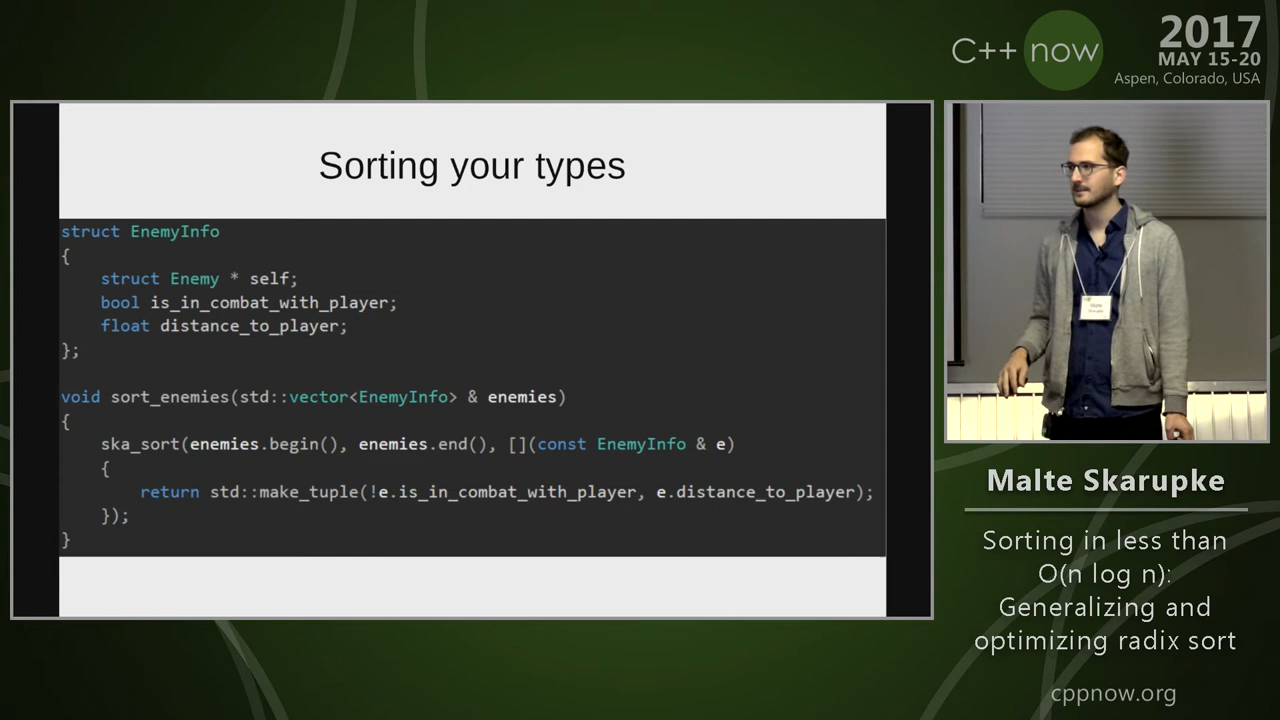 C++ now
2017
MAY 15-20
Aspen, Colorado, USA
Sorting your types
struct EnemyInfo
{
    struct Enemy * self;
    bool is_in_combat_with_player;
    float distance_to_player;
};
void sort_enemies(std::vector<EnemyInfo> & enemies)
{
    ska_sort(enemies.begin(), enemies.end(), [](const EnemyInfo & e)
    {
        return std::make_tuple(!e.is_in_combat_with_player, e.distance_to_player);
    });
}
Malte Skarupke
Sorting in less than
O(n log n):
Generalizing and
optimizing radix sort
cppnow.org